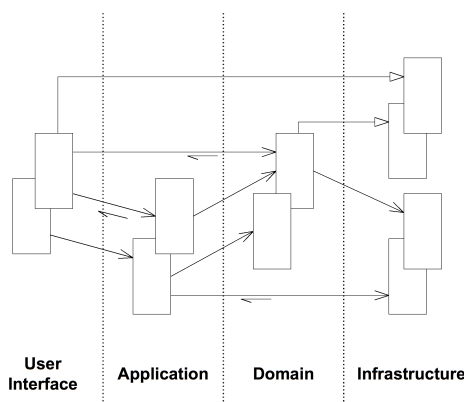 User
Interface
Application
Domain
Infrastructure